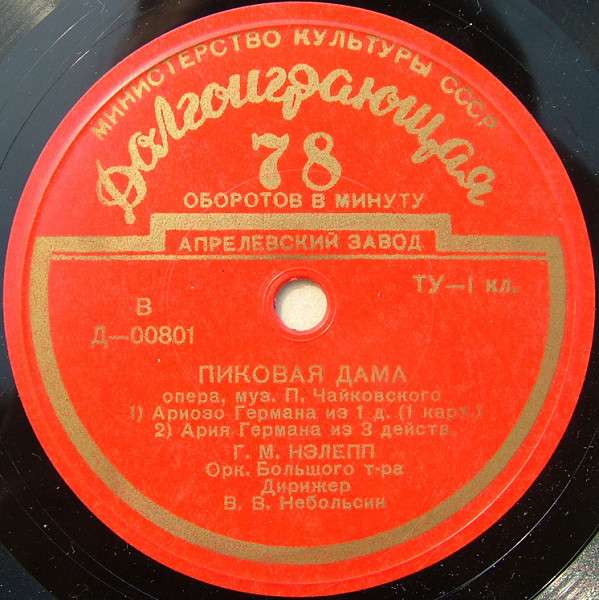 МИНИСТЕРСТВО КУЛЬТУРЫ СССР
Долгоиграющая
78
ОБОРОТОВ В МИНУТУ
АПРЕЛЕВСКИЙ ЗАВОД
В
Д—00801
ТУ—1 кл.
ПИКОВАЯ ДАМА
опера, муз. П. Чайковского
1) Ариозо Германа из 1 д. (1 карт.)
2) Ария Германа из 3 действ.
Г. М. НЭЛЕПП
Орк. Большого т-ра
Дирижер
В. В. Небольсин